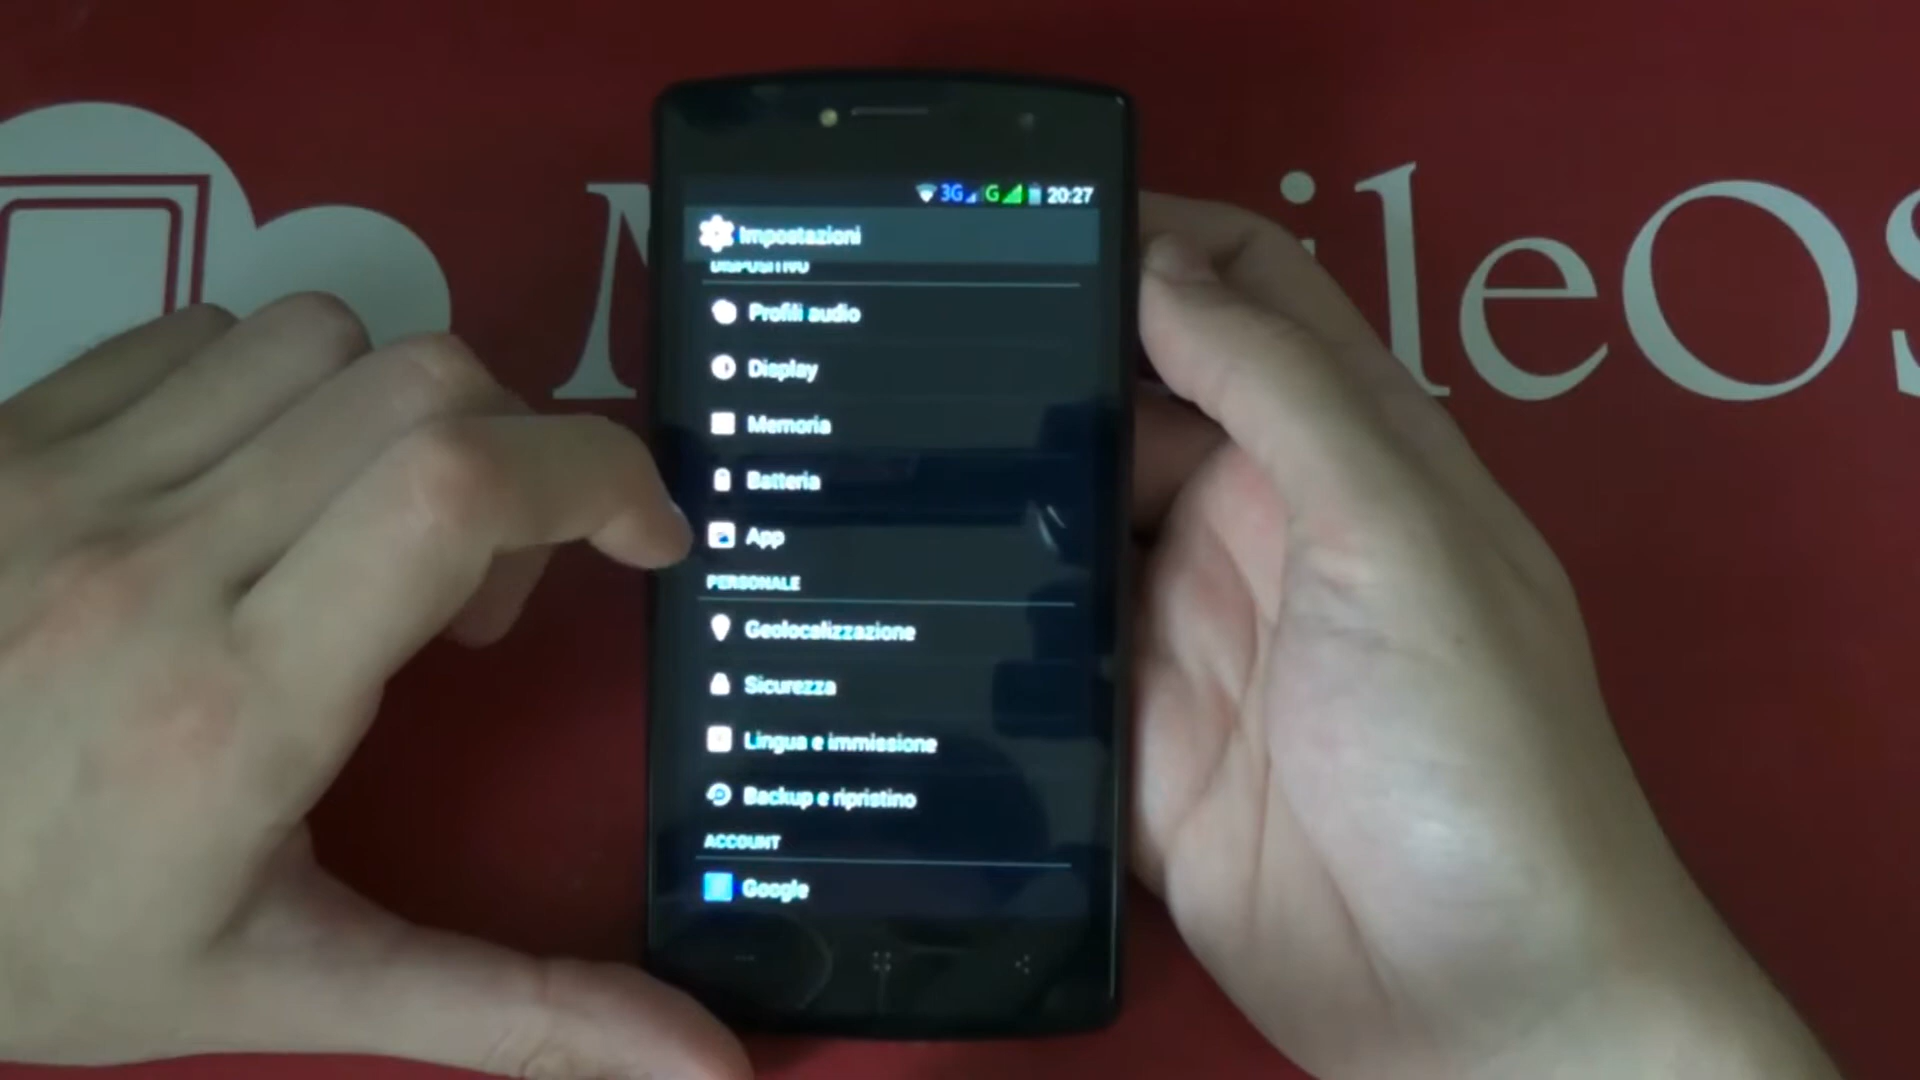 M ileOS
3G G 20:27
Impostazioni
DISPOSITIVO
Profili audio
Display
Memoria
Batteria
App
PERSONALE
Geolocalizzazione
Sicurezza
Lingua e immissione
Backup e ripristino
ACCOUNT
Google